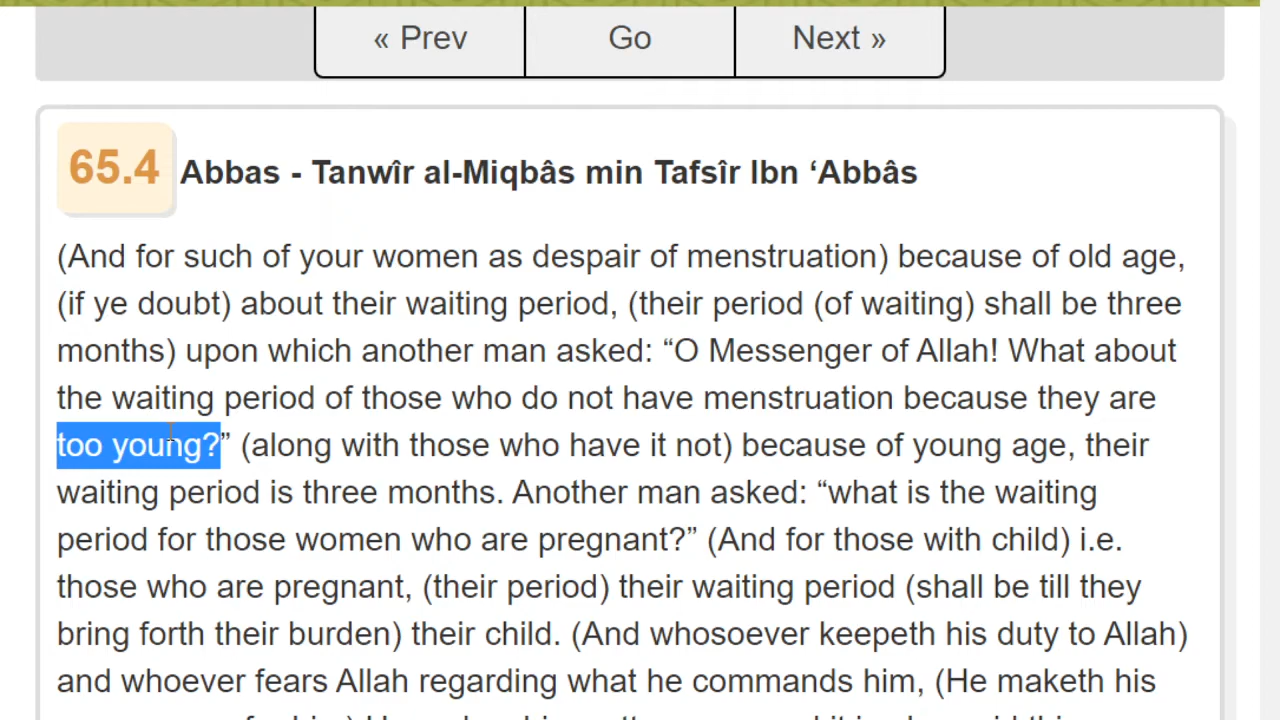 « Prev Go Next »
65.4 Abbas - Tanwîr al-Miqbâs min Tafsîr Ibn ‘Abbâs
(And for such of your women as despair of menstruation) because of old age,
(if ye doubt) about their waiting period, (their period (of waiting) shall be three
months) upon which another man asked: “O Messenger of Allah! What about
the waiting period of those who do not have menstruation because they are
too young?” (along with those who have it not) because of young age, their
waiting period is three months. Another man asked: “what is the waiting
period for those women who are pregnant?” (And for those with child) i.e.
those who are pregnant, (their period) their waiting period (shall be till they
bring forth their burden) their child. (And whosoever keepeth his duty to Allah)
and whoever fears Allah regarding what he commands him, (He maketh his